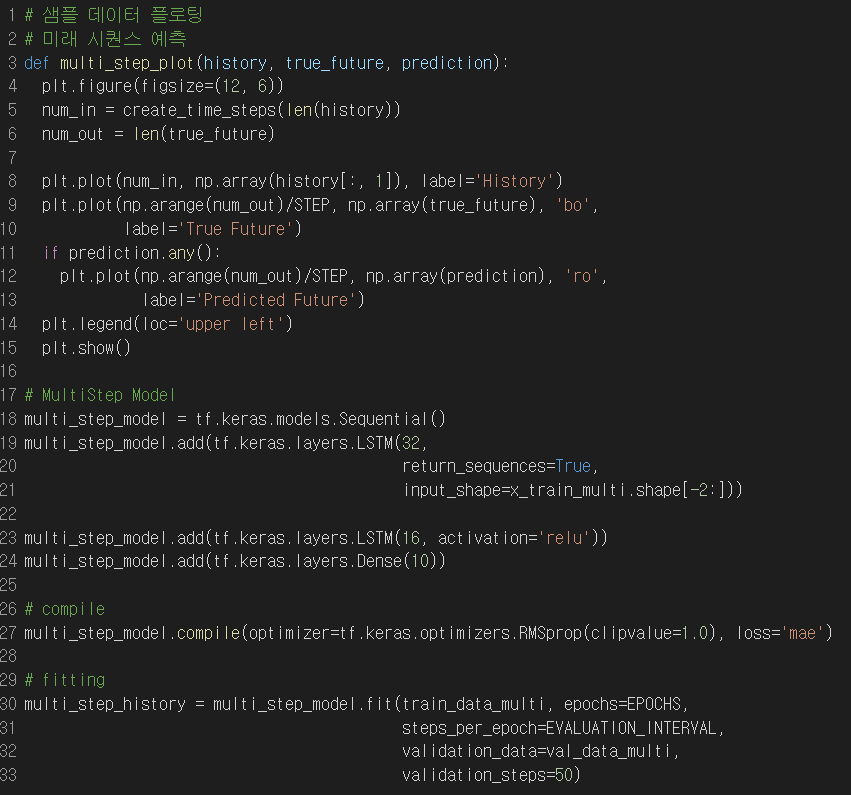 1 # 샘플 데이터 플로팅
2 # 미래 시퀀스 예측
3 def multi_step_plot(history, true_future, prediction):
4   plt.figure(figsize=(12, 6))
5   num_in = create_time_steps(len(history))
6   num_out = len(true_future)
7
8   plt.plot(num_in, np.array(history[:, 1]), label='History')
9   plt.plot(np.arange(num_out)/STEP, np.array(true_future), 'bo',
10            label='True Future')
11   if prediction.any():
12     plt.plot(np.arange(num_out)/STEP, np.array(prediction), 'ro',
13              label='Predicted Future')
14   plt.legend(loc='upper left')
15   plt.show()
16
17 # MultiStep Model
18 multi_step_model = tf.keras.models.Sequential()
19 multi_step_model.add(tf.keras.layers.LSTM(32,
20                                           return_sequences=True,
21                                           input_shape=x_train_multi.shape[-2:]))
22
23 multi_step_model.add(tf.keras.layers.LSTM(16, activation='relu'))
24 multi_step_model.add(tf.keras.layers.Dense(10))
25
26 # compile
27 multi_step_model.compile(optimizer=tf.keras.optimizers.RMSprop(clipvalue=1.0), loss='mae')
28
29 # fitting
30 multi_step_history = multi_step_model.fit(train_data_multi, epochs=EPOCHS,
31                                           steps_per_epoch=EVALUATION_INTERVAL,
32                                           validation_data=val_data_multi,
33                                           validation_steps=50)